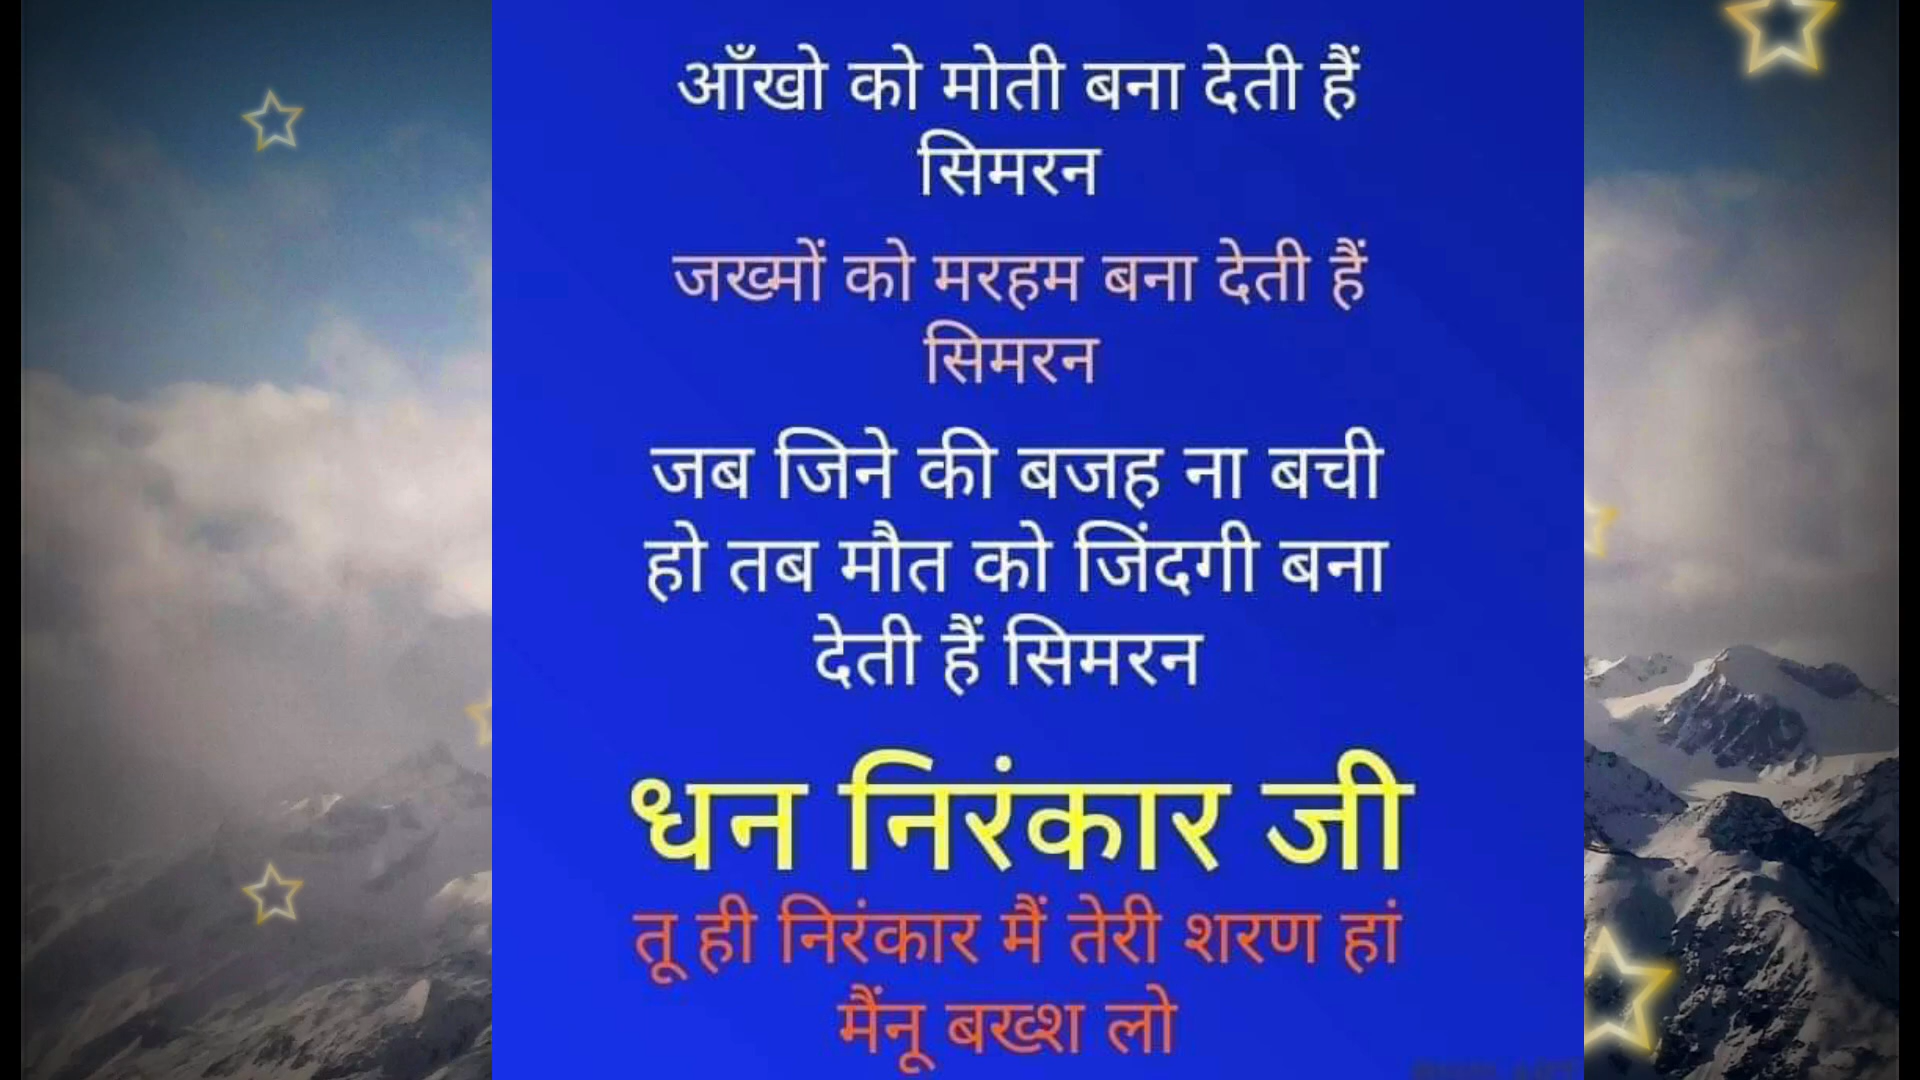 आँखो को मोती बना देती हैं
सिमरन
जख्मों को मरहम बना देती हैं
सिमरन
जब जिने की बजह ना बची
हो तब मौत को जिंदगी बना
देती हैं सिमरन
धन निरंकार जी
तू ही निरंकार मैं तेरी शरण हां
मैंनू बख्श लो